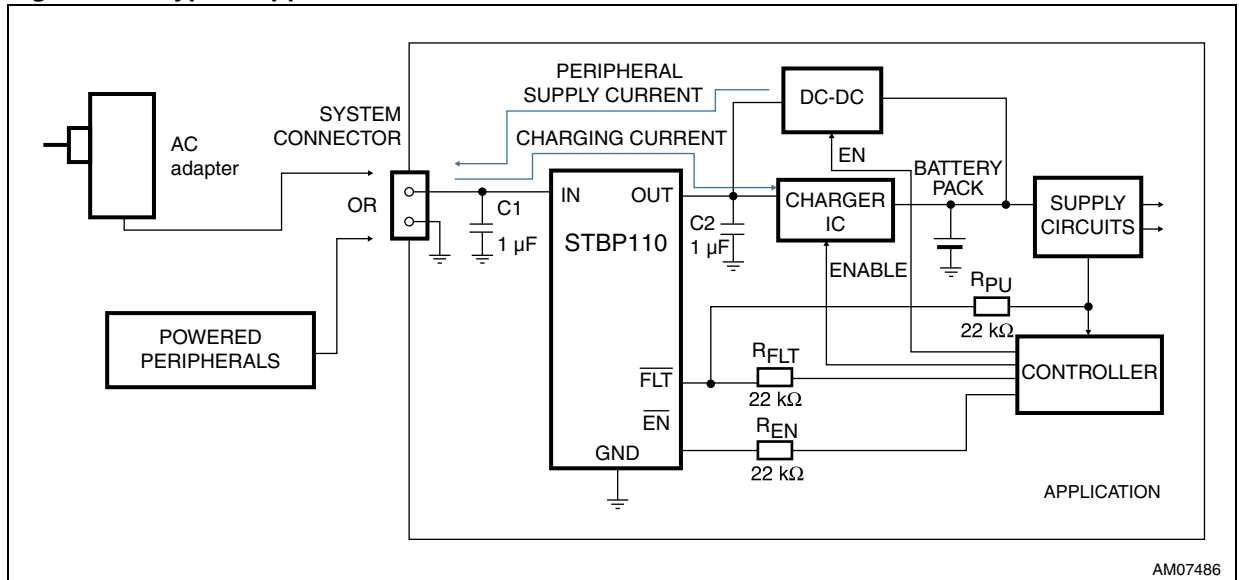 PERIPHERAL
SUPPLY CURRENT
DC-DC
SYSTEM
CONNECTOR
CHARGING CURRENT
AC
adapter
EN
BATTERY
PACK
IN
OUT
CHARGER
IC
SUPPLY
CIRCUITS
OR
C1
1 µF
STBP110
C2
1 µF
ENABLE
RPU
22 kΩ
POWERED
PERIPHERALS
RFLT
22 kΩ
FLT
CONTROLLER
EN
REN
22 kΩ
GND
APPLICATION
AM07486